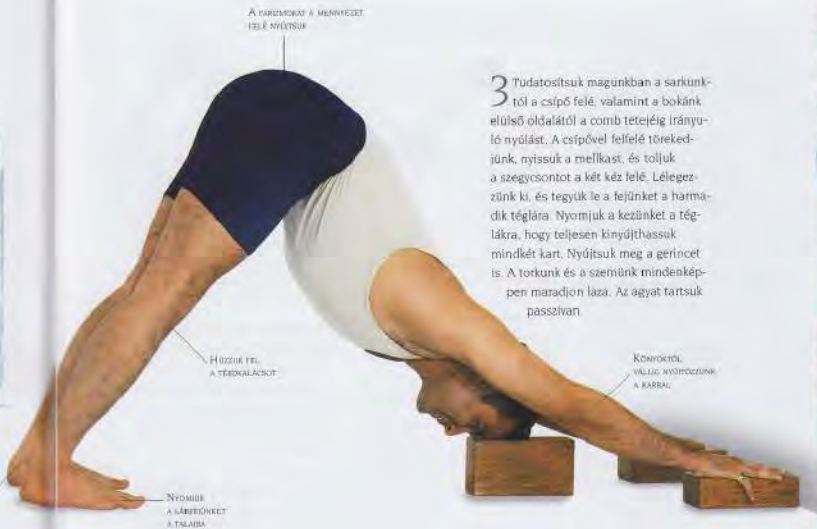 A FARIZMOKAT A MENNYEZET
FELÉ NYÚJTSUK
3 Tudatosítsuk magunkban a sarkunk-
tól a csípő felé, valamint a bokánk
elülső oldalától a comb tetejéig irányu-
ló nyúlást. A csípővel felfelé töreked-
jünk, nyissuk a mellkast, és toljuk
a szegycsontot a két kéz felé. Lélegez-
zünk ki, és tegyük le a fejünket a harma-
dik téglára. Nyomjuk a kezünket a tég-
lákra, hogy teljesen kinyújthassuk
mindkét kart. Nyújtsuk meg a gerincet
is. A torkunk és a szemünk mindenkép-
pen maradjon laza. Az agyat tartsuk
passzívan
HÚZZUK FEL
A TÉRDKALÁCSOT
KÖNYÖKTŐL
VÁLLIG NYÚJTÓZZUNK
A KARRAL
NYOMJUK
A LÁBFEJÜNKET
A TALAJBA